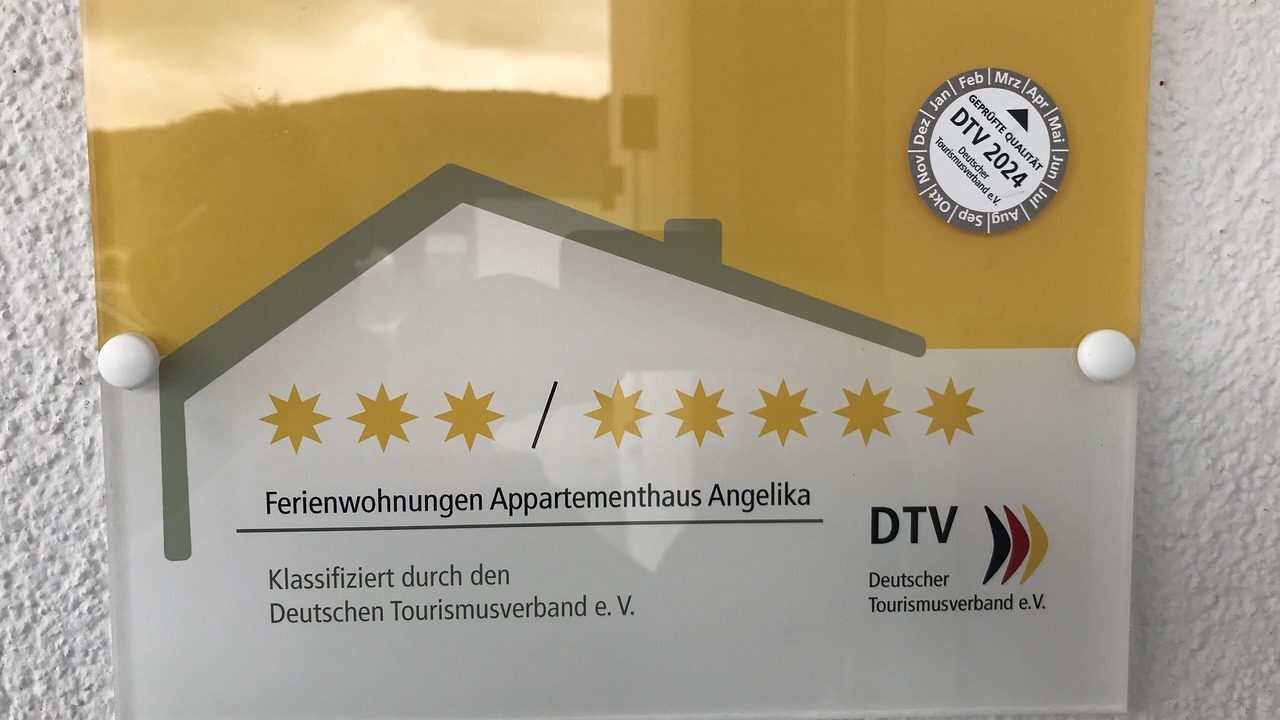 Jan Feb Mrz Apr Mai Jun Jul Aug Sep Okt Nov Dez
GEPRÜFTE QUALITÄT
DTV 2024
Deutscher
Tourismusverband e.V.
/
Ferienwohnungen Appartementhaus Angelika
Klassifiziert durch den
Deutschen Tourismusverband e. V.
DTV
Deutscher
Tourismusverband e.V.